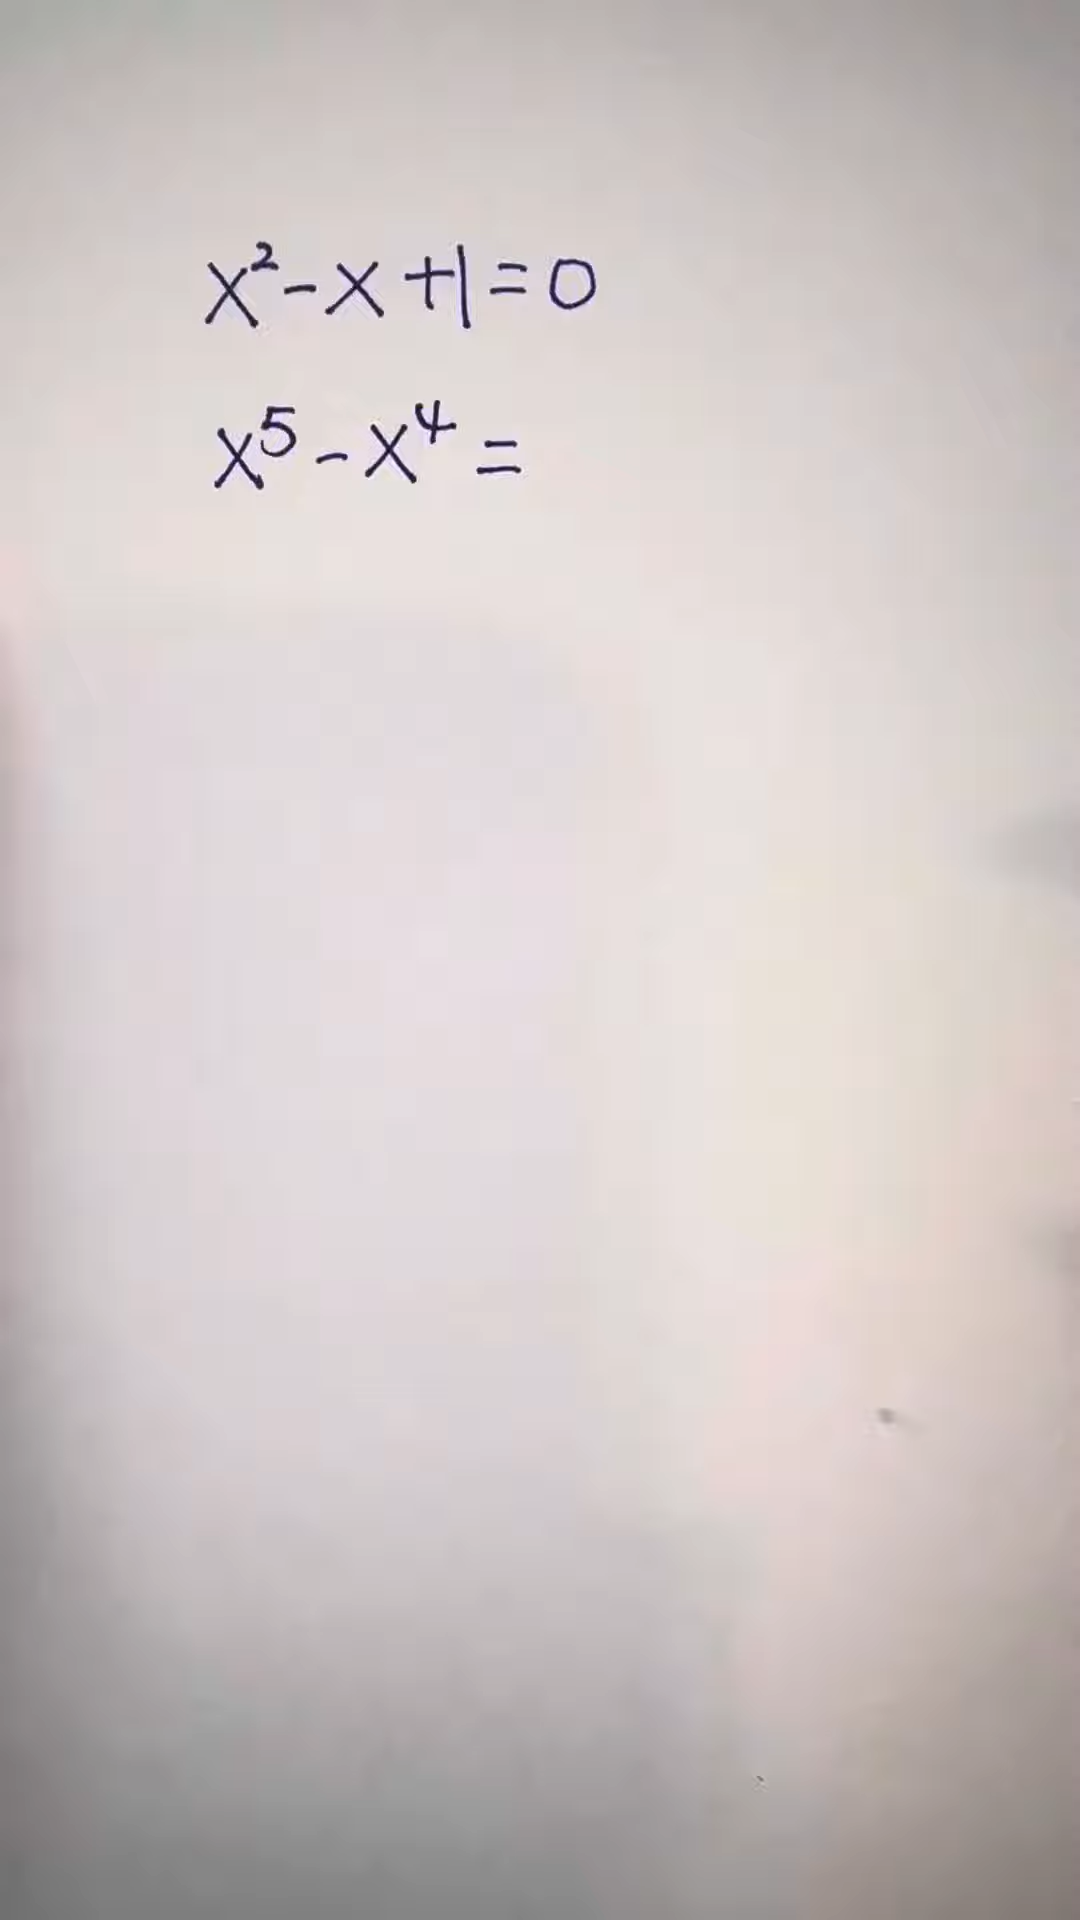 x² - x + 1 = 0
x⁵ - x⁴ =